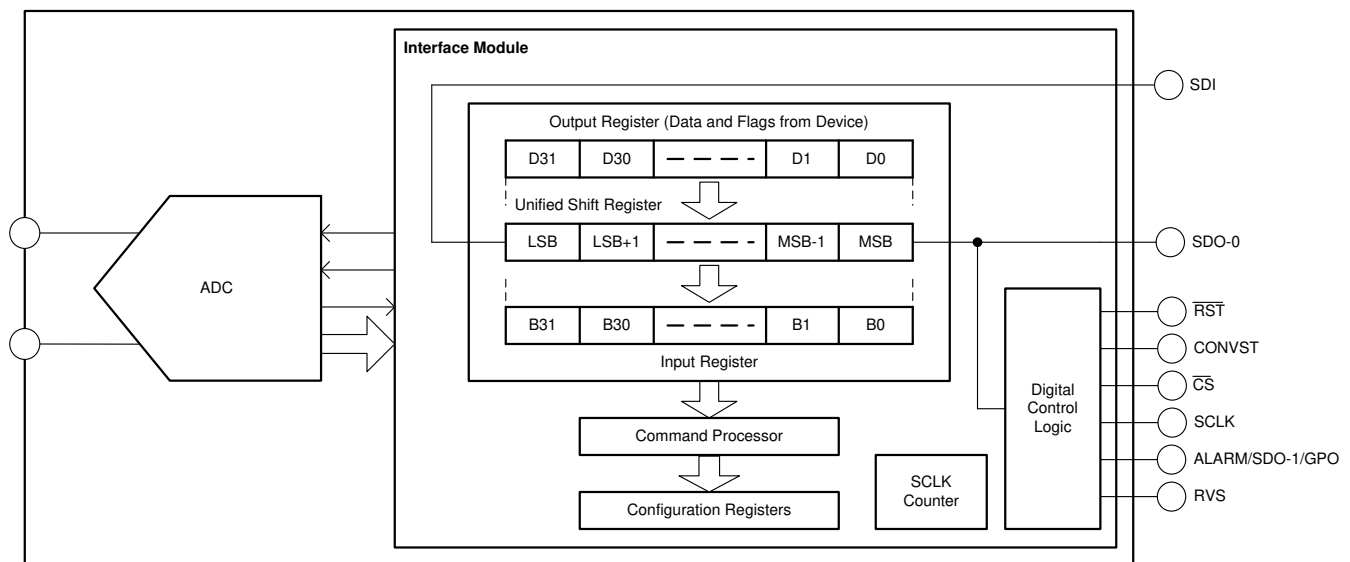 Interface Module
SDI
Output Register (Data and Flags from Device)
D31 D30 D1 D0
Unified Shift Register
LSB LSB+1 MSB-1 MSB
SDO-0
ADC
B31 B30 B1 B0
Input Register
RST
CONVST
CS
SCLK
ALARM/SDO-1/GPO
RVS
Digital
Control
Logic
Command Processor
SCLK
Counter
Configuration Registers